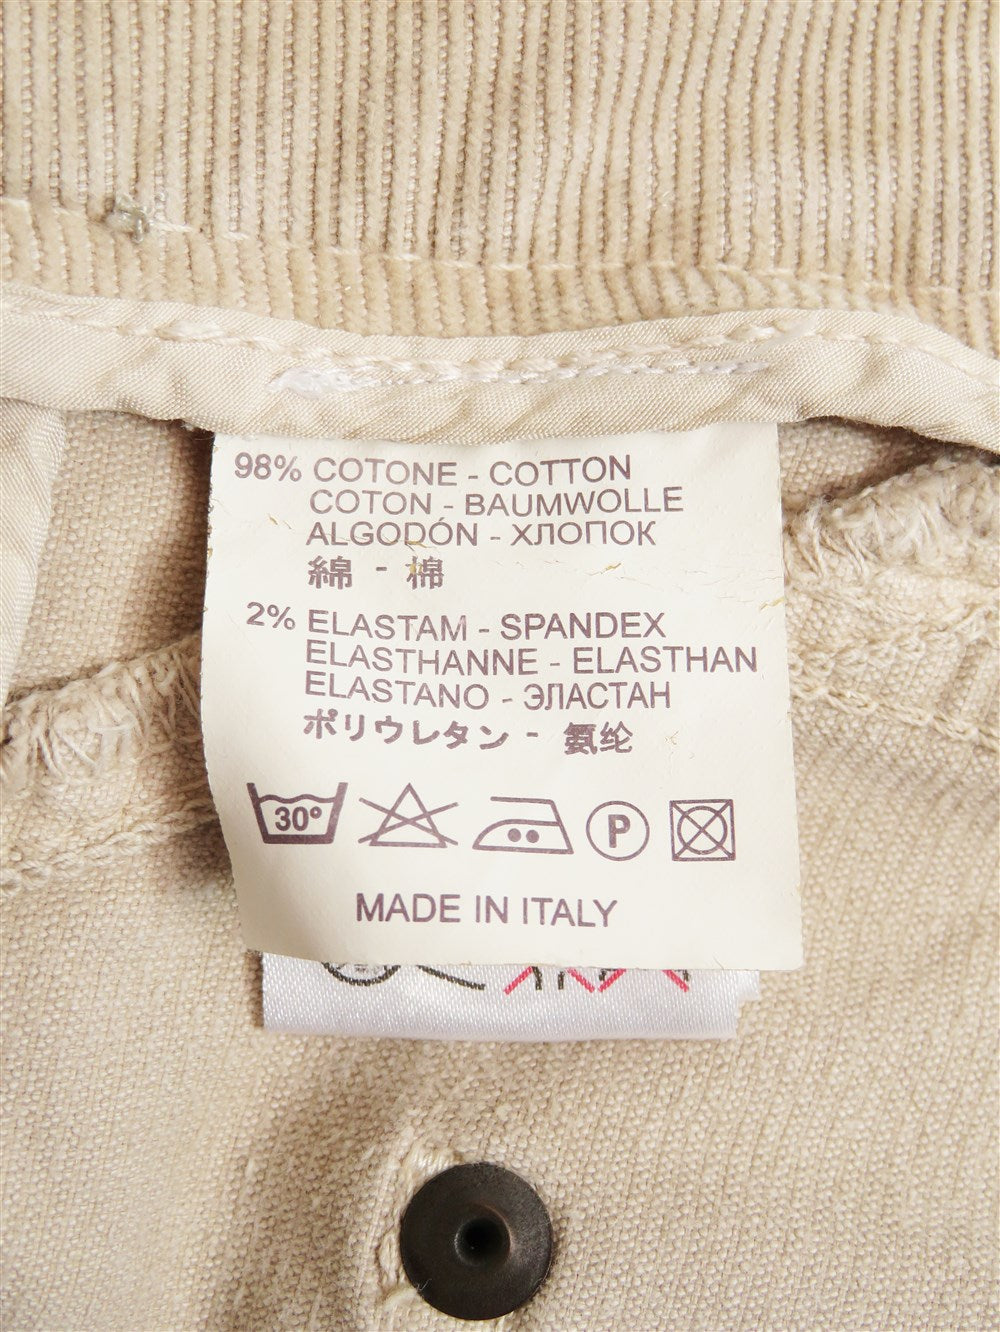 98% COTONE - COTTON
COTON - BAUMWOLLE
ALGODÓN - ХЛОПОК
綿 - 棉
2% ELASTAM - SPANDEX
ELASTHANNE - ELASTHAN
ELASTANO - ЭЛАСТАН
ポリウレタン - 氨纶
30°
P
MADE IN ITALY